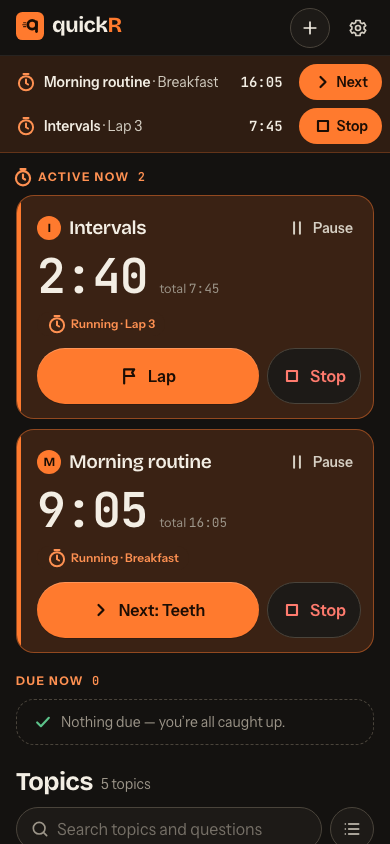 quickR
Morning routine · Breakfast 16:05 Next
Intervals · Lap 3 7:45 Stop
ACTIVE NOW 2
I Intervals Pause
2:40 total 7:45
Running · Lap 3
Lap Stop
M Morning routine Pause
9:05 total 16:05
Running · Breakfast
Next: Teeth Stop
DUE NOW 0
Nothing due — you're all caught up.
Topics 5 topics
Search topics and questions